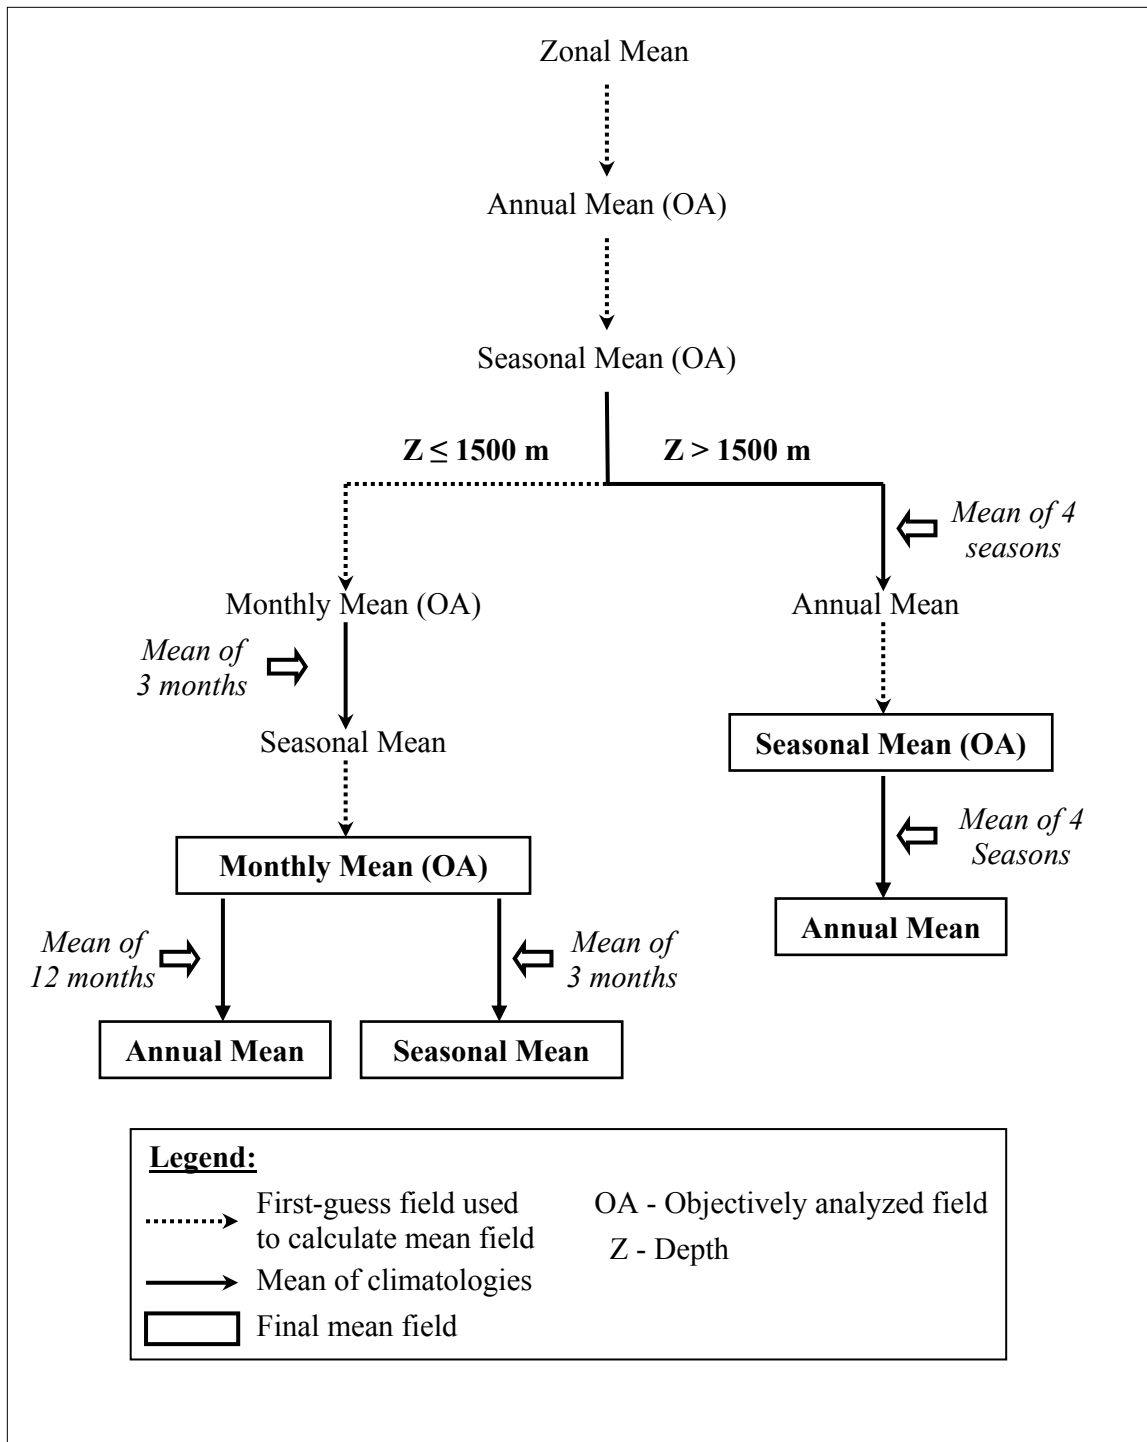 Zonal Mean
Annual Mean (OA)
Seasonal Mean (OA)
Z ≤ 1500 m
Z > 1500 m
Mean of 4
seasons
Monthly Mean (OA)
Annual Mean
Mean of
3 months
Seasonal Mean
Seasonal Mean (OA)
Mean of 4
Seasons
Monthly Mean (OA)
Annual Mean
Mean of
12 months
Mean of
3 months
Annual Mean
Seasonal Mean
Legend:
First-guess field used
to calculate mean field
Mean of climatologies
Final mean field
OA - Objectively analyzed field
Z - Depth